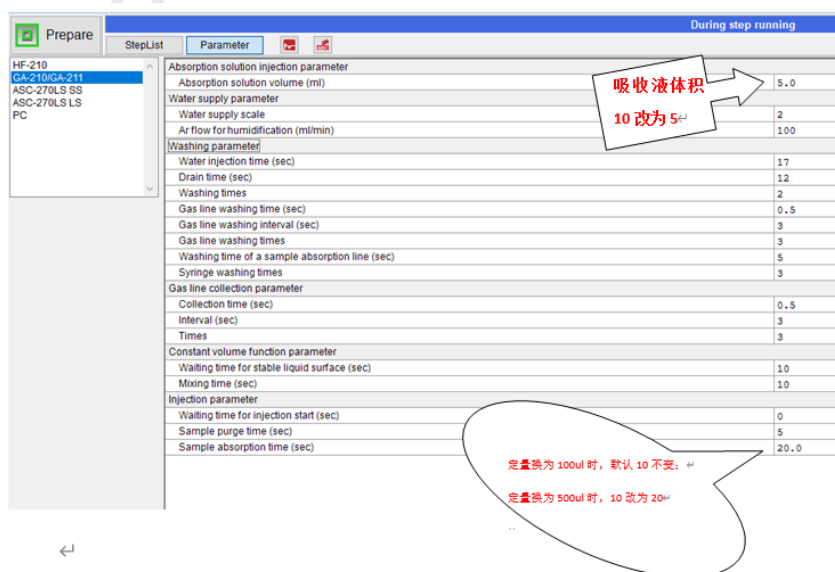 During step running
Prepare
StepList Parameter
HF-210
GA-210/GA-211
ASC-270LS SS
ASC-270LS LS
PC
Absorption solution injection parameter
Absorption solution volume (ml) 5.0
Water supply parameter
Water supply scale 2
Ar flow for humidification (ml/min) 100
Washing parameter
Water injection time (sec) 17
Drain time (sec) 12
Washing times 2
Gas line washing time (sec) 0.5
Gas line washing interval (sec) 3
Gas line washing times 3
Washing time of a sample absorption line (sec) 5
Syringe washing times 3
Gas line collection parameter
Collection time (sec) 0.5
Interval (sec) 3
Times 3
Constant volume function parameter
Waiting time for stable liquid surface (sec) 10
Mixing time (sec) 10
Injection parameter
Waiting time for injection start (sec) 0
Sample purge time (sec) 5
Sample absorption time (sec) 20.0
吸收液体积
10 改为 5↵
定量换为 100ul 时，默认 10 不变；↵
定量换为 500ul 时，10 改为 20↵
↵